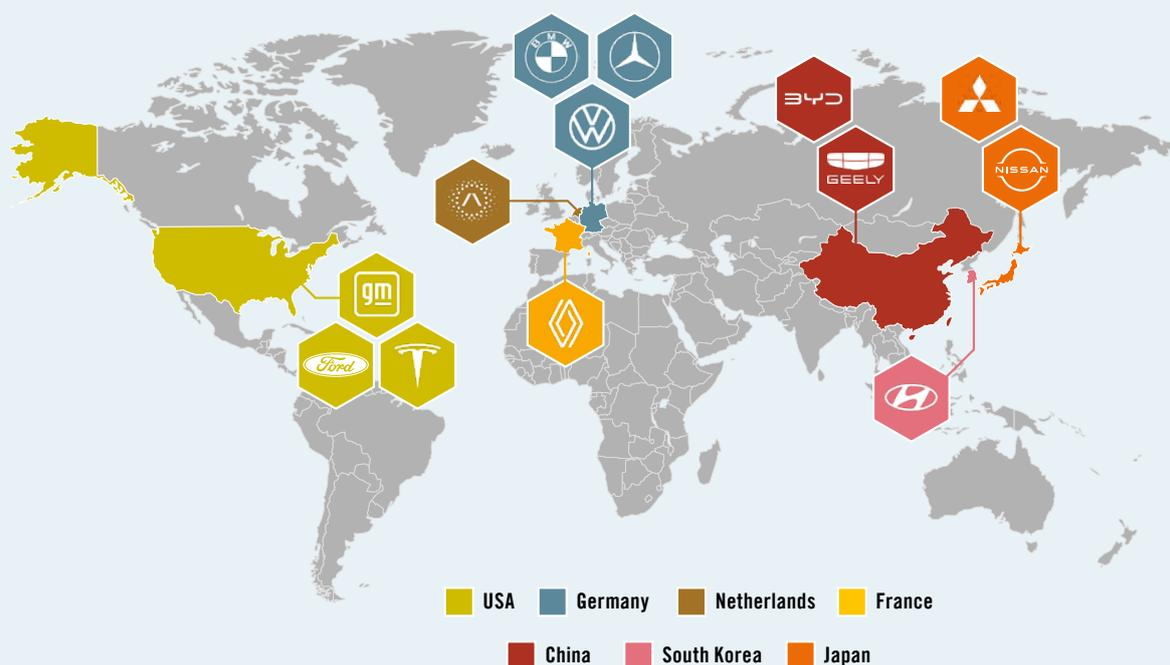 BMW
BYD
GEELY
NISSAN
gm
Ford
USA
Germany
Netherlands
France
China
South Korea
Japan